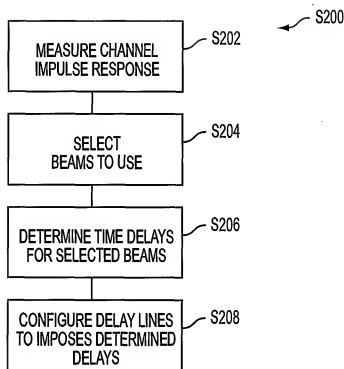 S200
MEASURE CHANNEL
IMPULSE RESPONSE
S202
SELECT
BEAMS TO USE
S204
DETERMINE TIME DELAYS
FOR SELECTED BEAMS
S206
CONFIGURE DELAY LINES
TO IMPOSES DETERMINED
DELAYS
S208